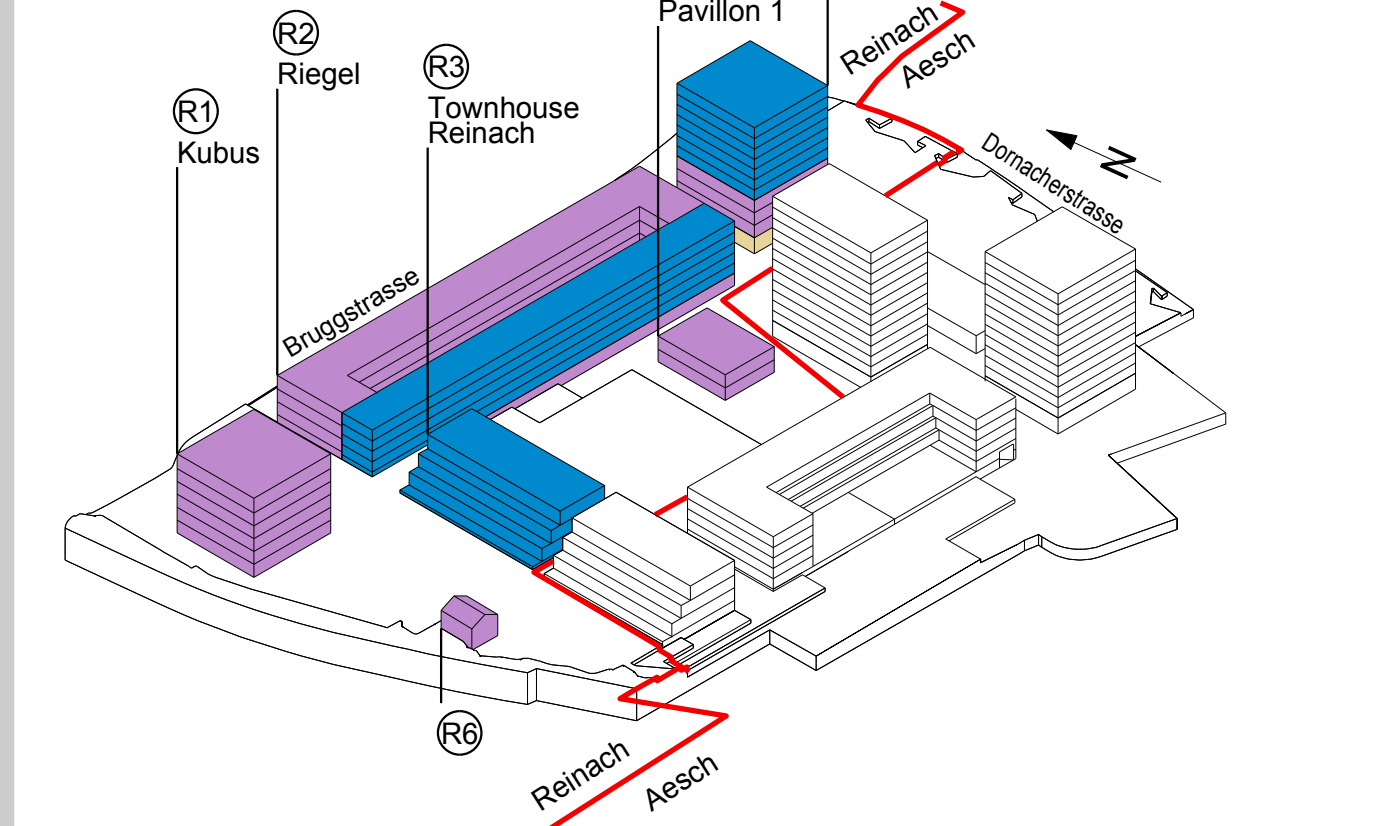 Pavillon 1
R2
Riegel
R3
Townhouse
Reinach
R1
Kubus
Reinach
Aesch
N
Dornacherstrasse
Bruggstrasse
R6
Reinach
Aesch